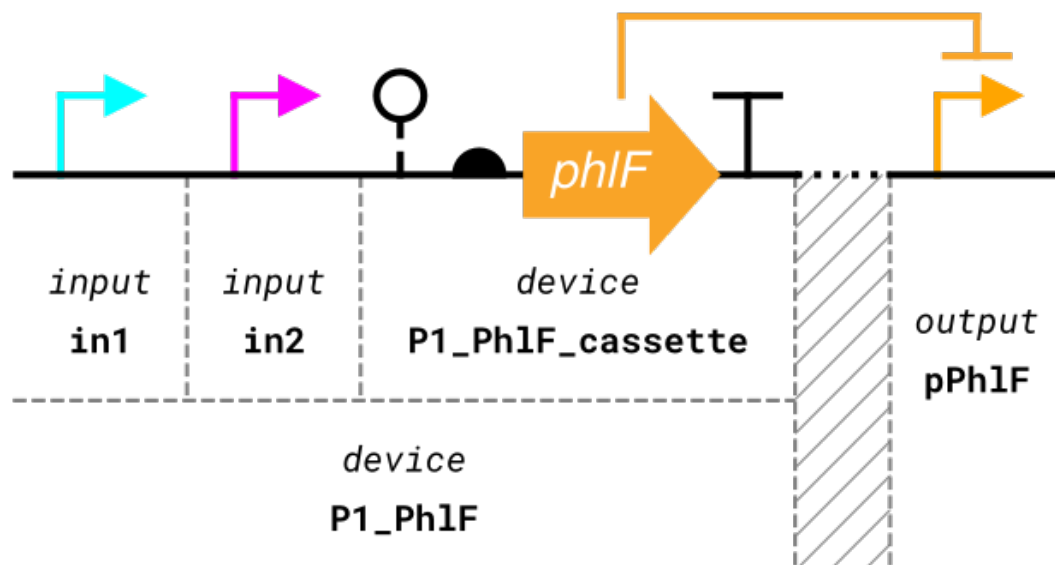 phlF
input
in1
input
in2
device
P1_PhlF_cassette
output
pPhlF
device
P1_PhlF